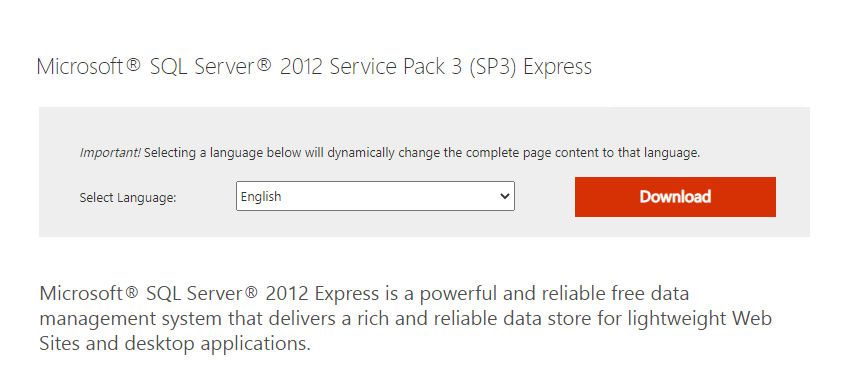 Microsoft® SQL Server® 2012 Service Pack 3 (SP3) Express
Important! Selecting a language below will dynamically change the complete page content to that language.
Select Language:
English
Download
Microsoft® SQL Server® 2012 Express is a powerful and reliable free data
management system that delivers a rich and reliable data store for lightweight Web
Sites and desktop applications.